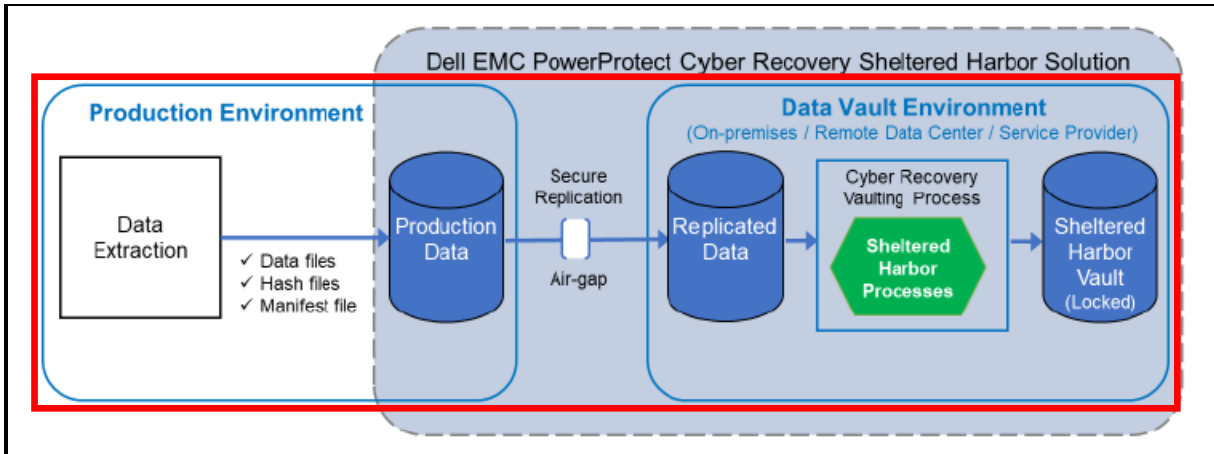 Dell EMC PowerProtect Cyber Recovery Sheltered Harbor Solution
Production Environment
Data Vault Environment
(On-premises / Remote Data Center / Service Provider)
Data
Extraction
✓ Data files
✓ Hash files
✓ Manifest file
Production
Data
Secure
Replication
Air-gap
Replicated
Data
Cyber Recovery
Vaulting Process
Sheltered
Harbor
Processes
Sheltered
Harbor
Vault
(Locked)